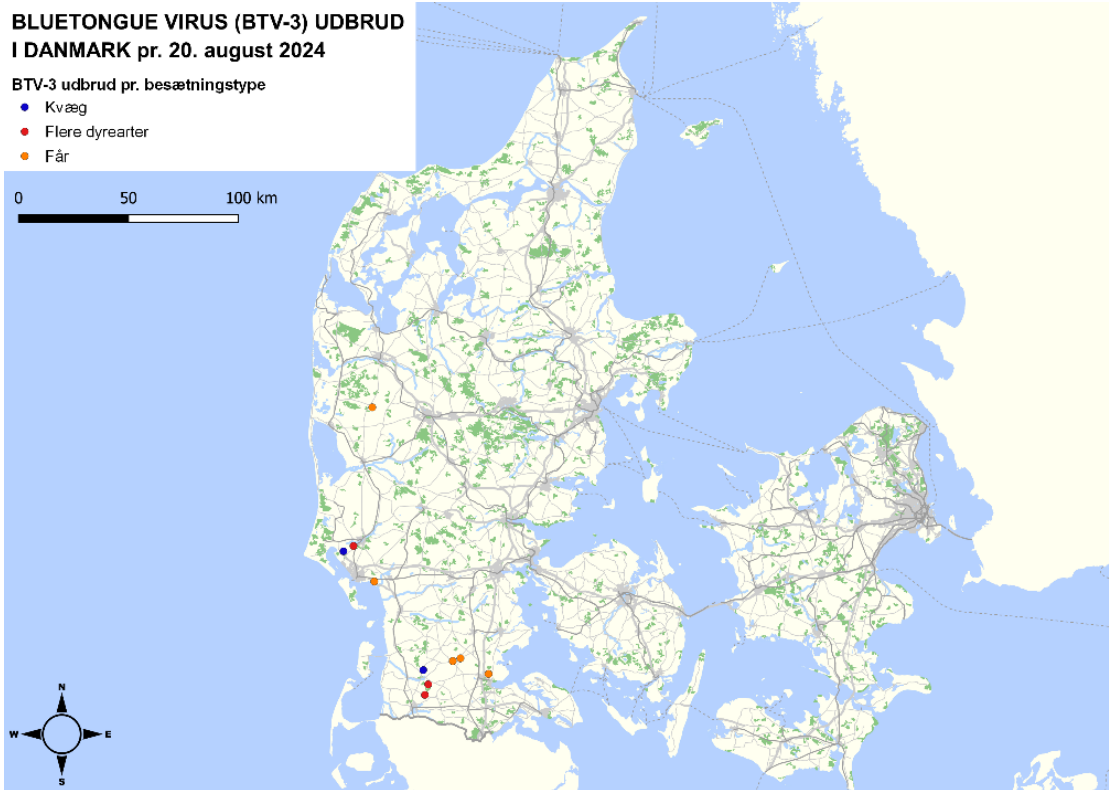 BLUETONGUE VIRUS (BTV-3) UDBRUD
I DANMARK pr. 20. august 2024
BTV-3 udbrud pr. besætningstype
Kvæg
Flere dyrearter
Får
0 50 100 km
N
W E
S